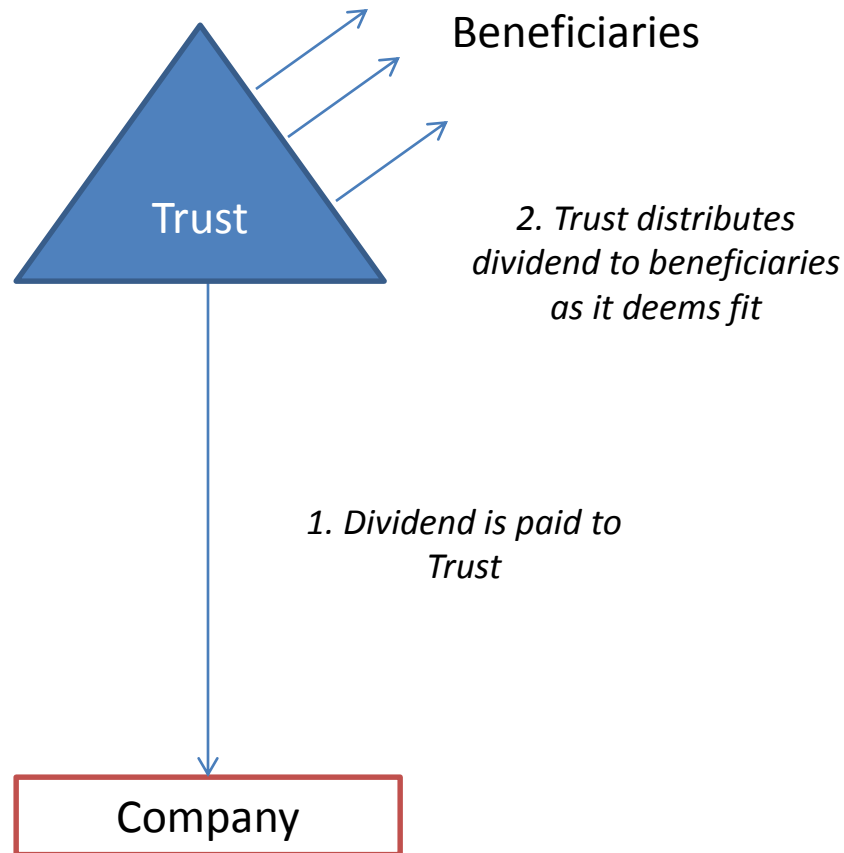 Beneficiaries
Trust
2. Trust distributes
dividend to beneficiaries
as it deems fit
1. Dividend is paid to
Trust
Company